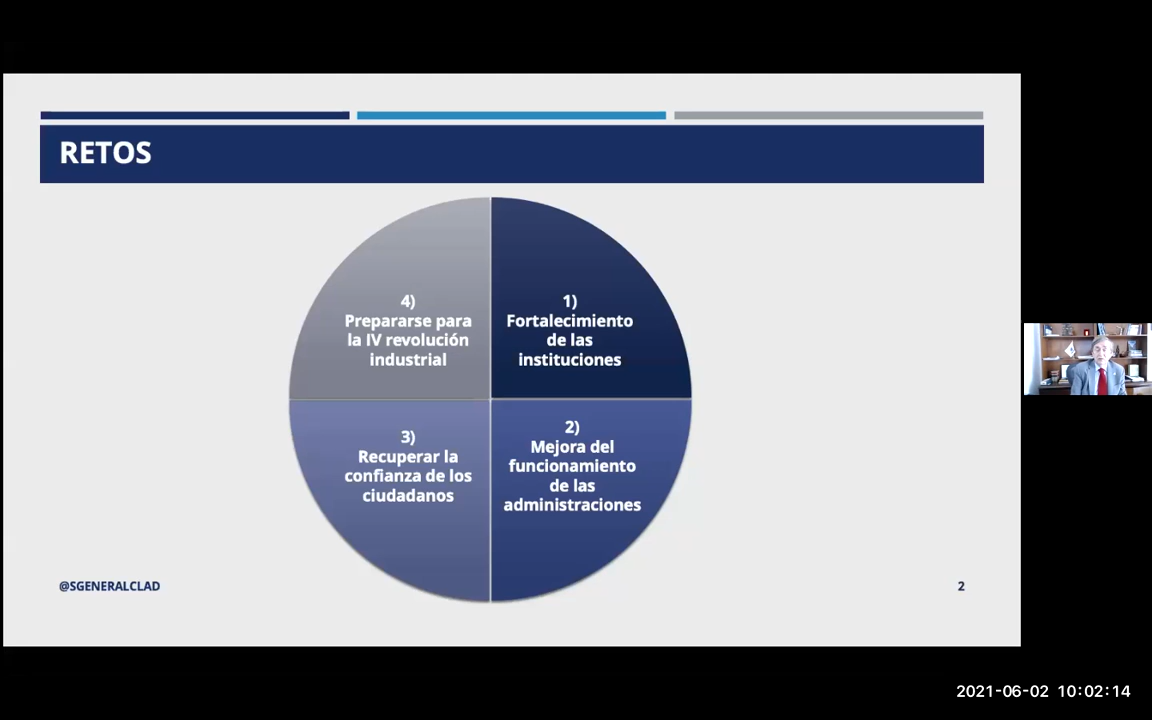 RETOS
4)
Prepararse para
la IV revolución
industrial
1)
Fortalecimiento
de las
instituciones
3)
Recuperar la
confianza de los
ciudadanos
2)
Mejora del
funcionamiento
de las
administraciones
@SGENERALCLAD
2
2021-06-02 10:02:14